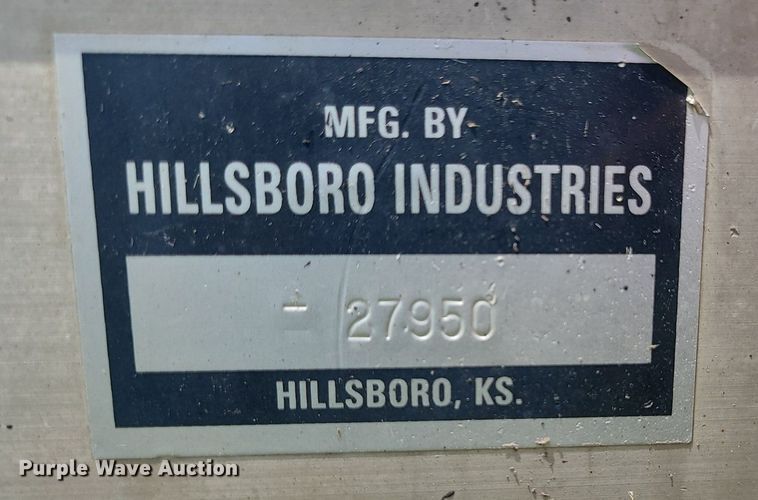 MFG. BY
HILLSBORO INDUSTRIES
- 27950
HILLSBORO, KS.
Purple Wave Auction